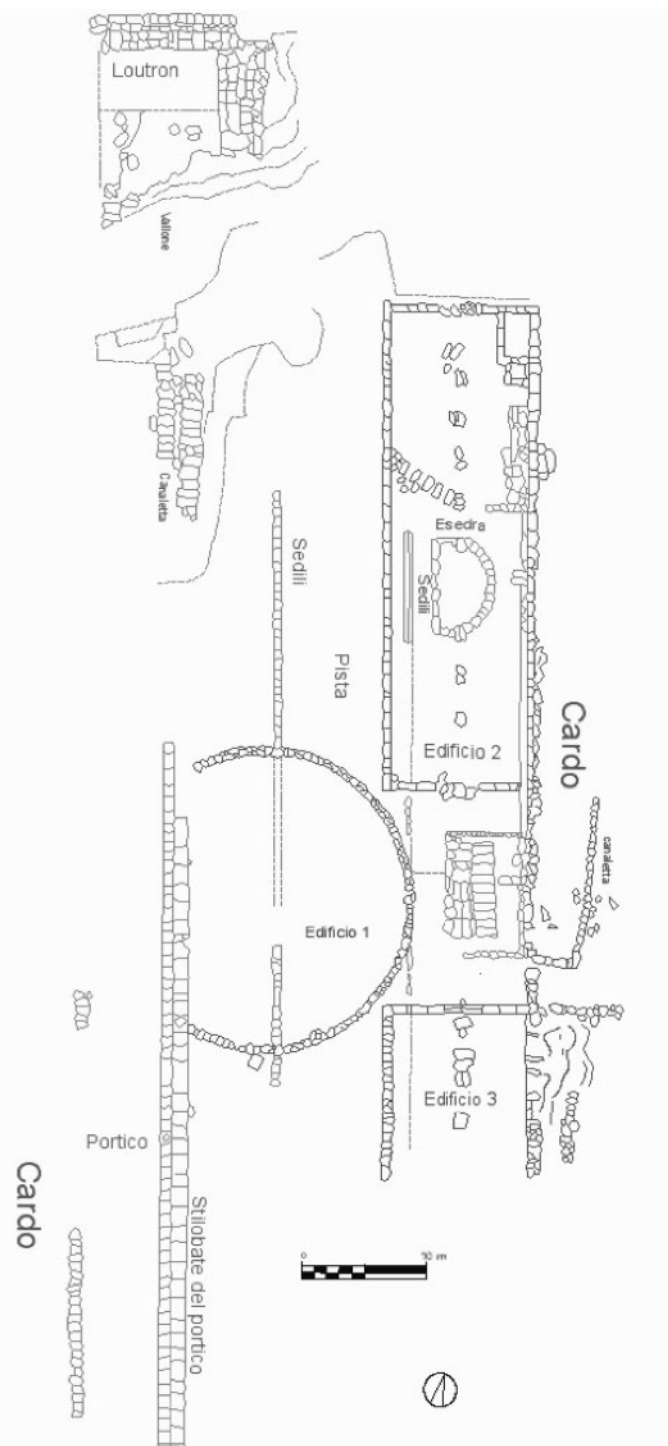 Loutron
Vallone
Canaletta
Sedili
Esedra
Sedili
Pista
Edificio 2
Cardo
canaletta
Edificio 1
Edificio 3
Portico
Cardo
Stilobate del portico
0 10 m